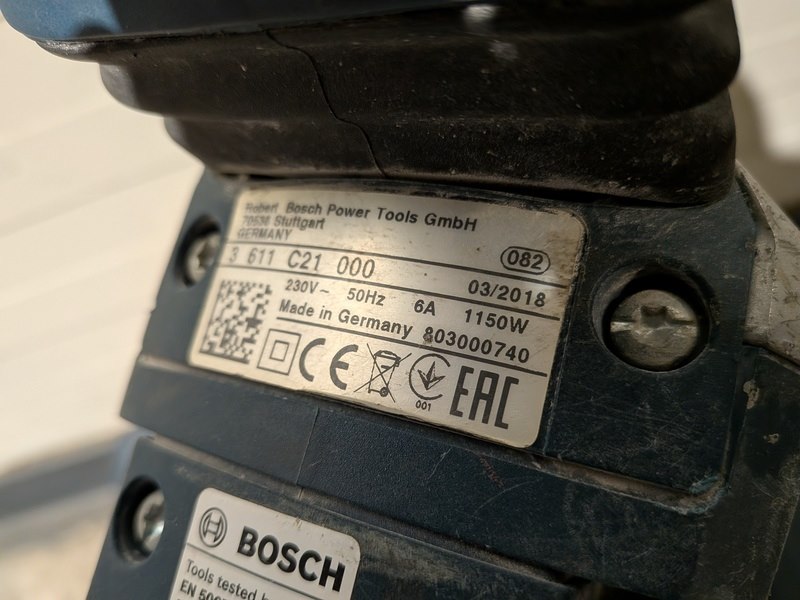 Robert Bosch Power Tools GmbH
70538 Stuttgart
GERMANY
082
3 611 C21 000
03/2018
230V~ 50Hz 6A 1150W
Made in Germany 803000740
CE
001
EAC
BOSCH
Tools tested
EN